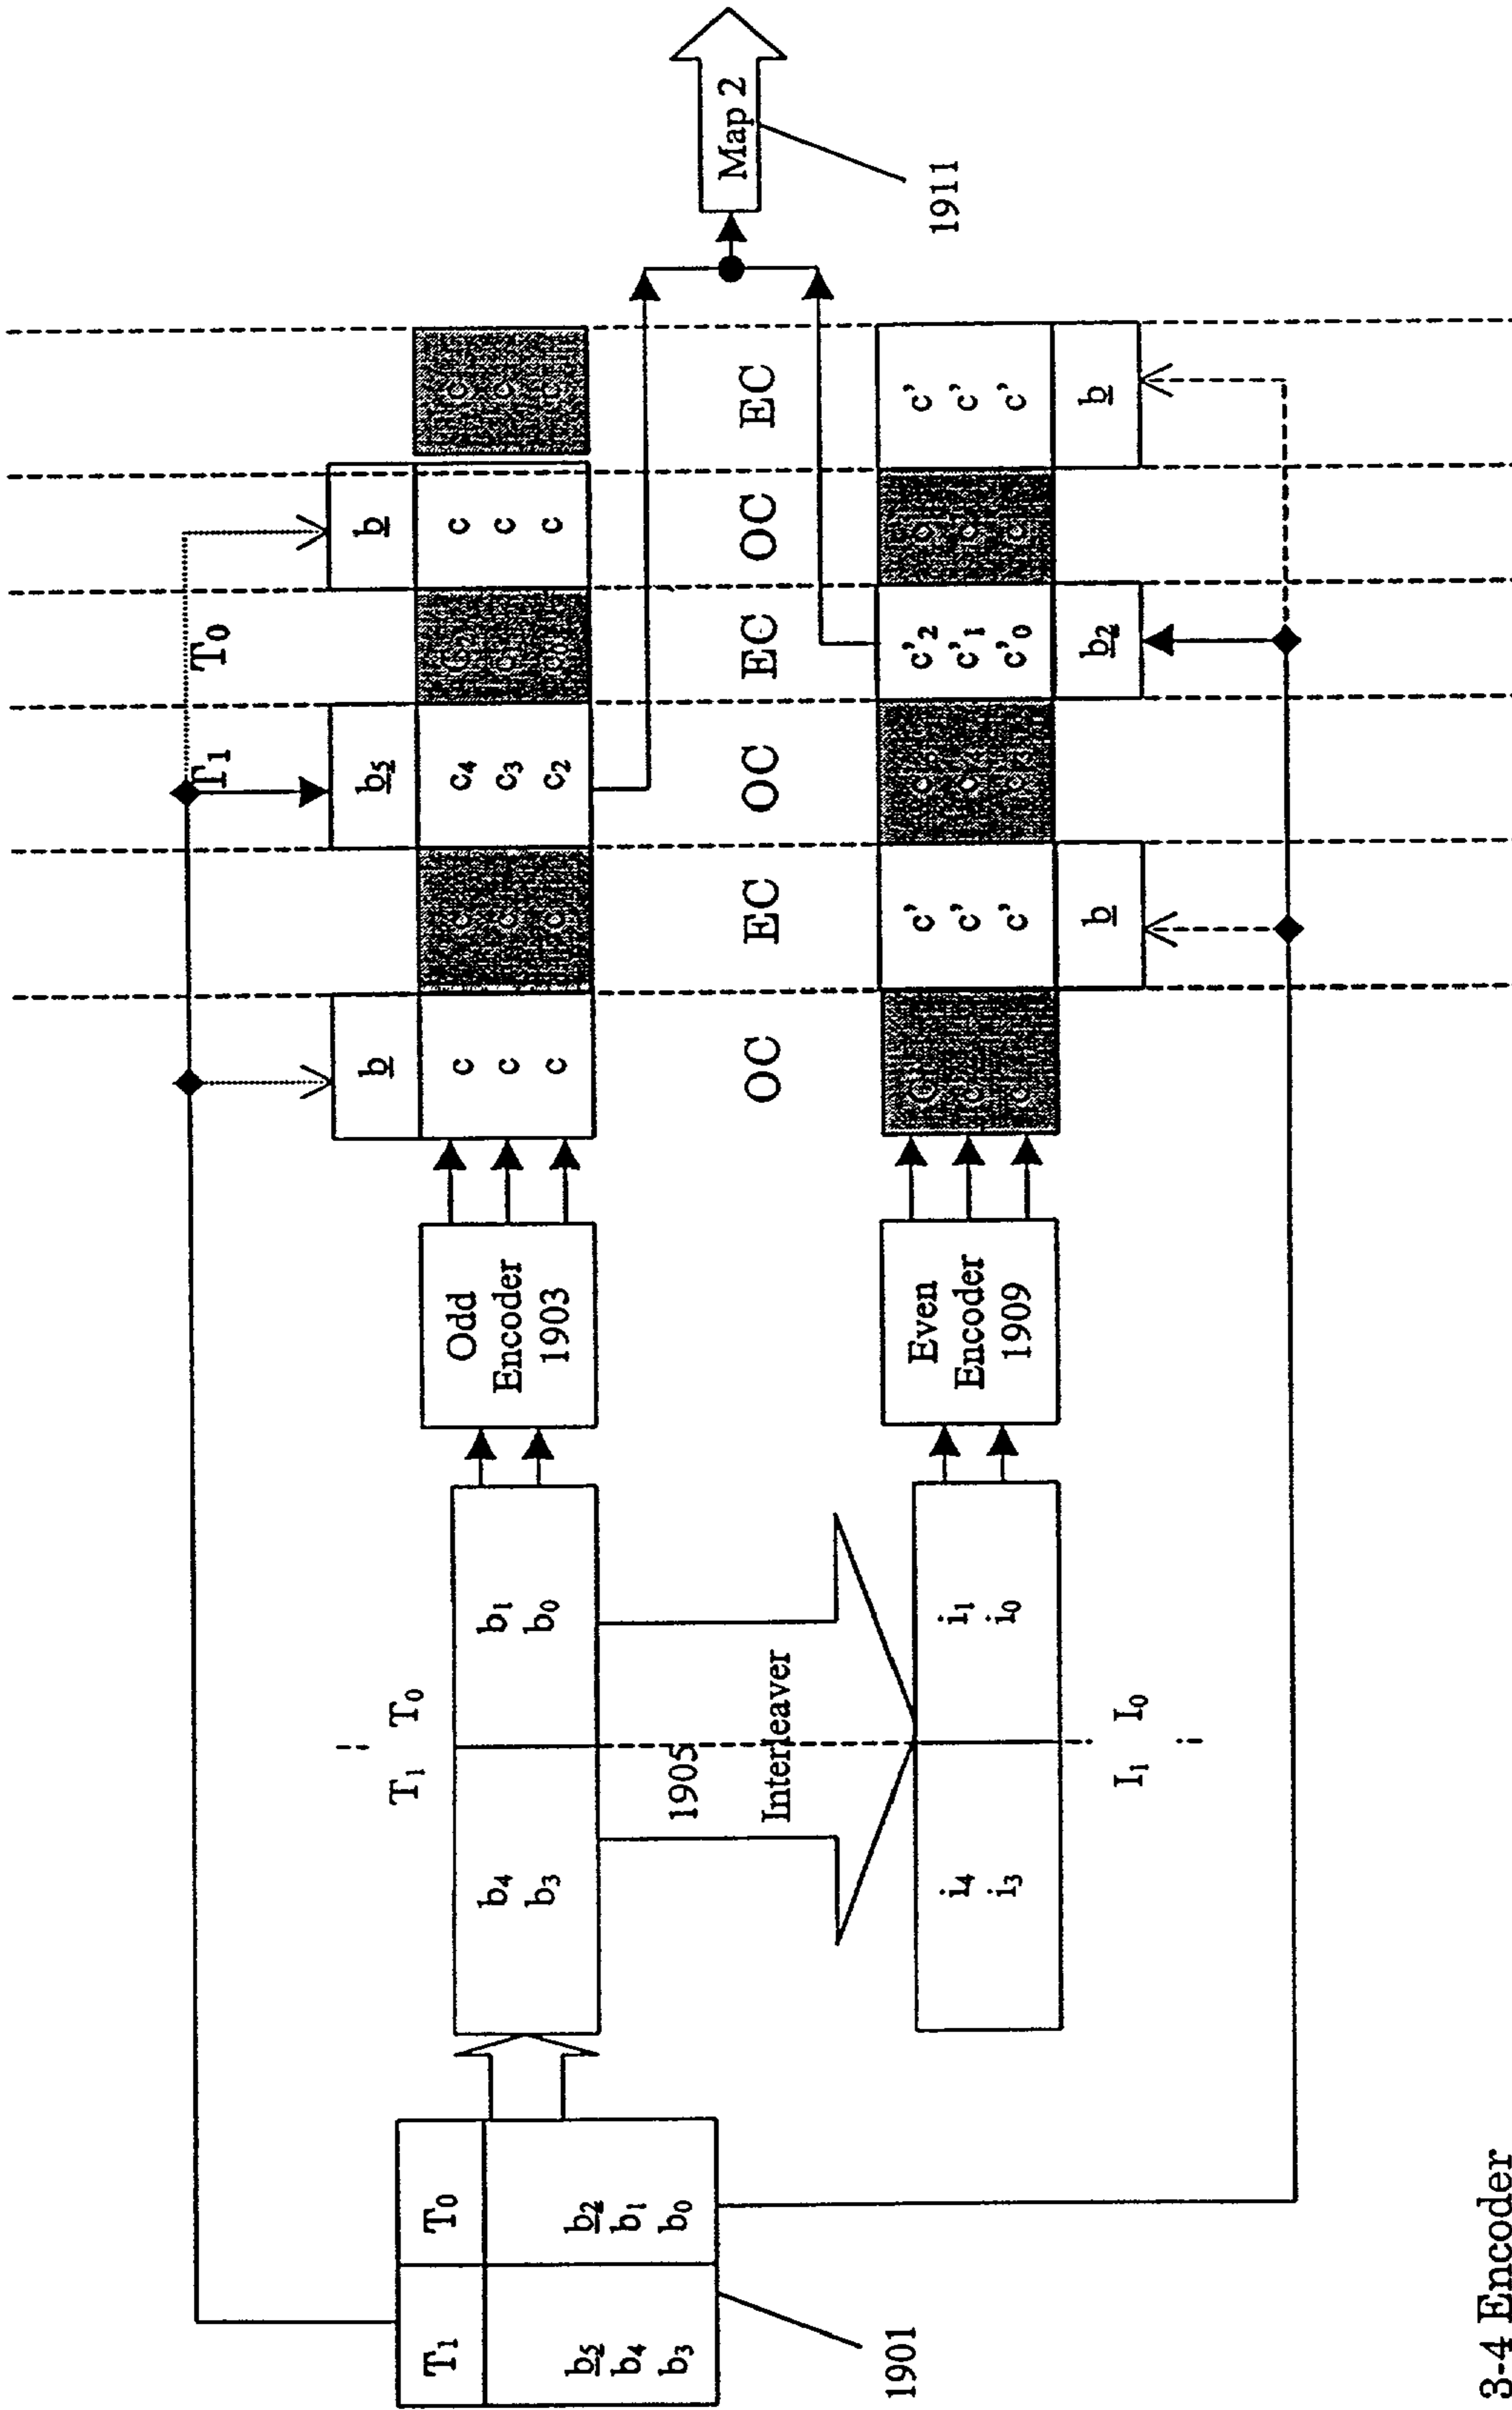 T₁ T₀
b₅ b₂
b₄ b₁
b₃ b₀
1901
T₁ T₀
b₄ b₁
b₃ b₀
1905
Interleaver
i₄ i₁
i₃ i₀
I₁ I₀
Odd
Encoder
1903
Even
Encoder
1909
T₁ T₀
b b₅ b
c c₄ c
c c₃ c
c c₂ c
OC EC OC EC OC EC
c' c'₂ c'
c' c'₁ c'
c' c'₀ c'
b b₂ b
Map 2
1911
3-4 Encoder